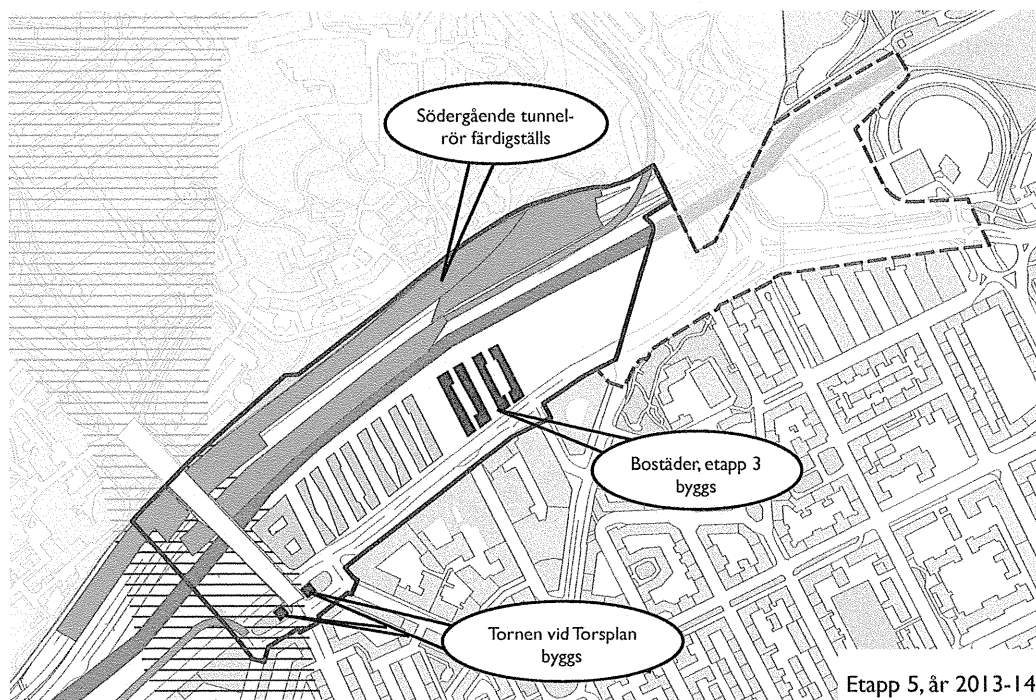 Södergående tunnel-
rör färdigställs
Bostäder, etapp 3
byggs
Tornen vid Torsplan
byggs
Etapp 5, år 2013-14